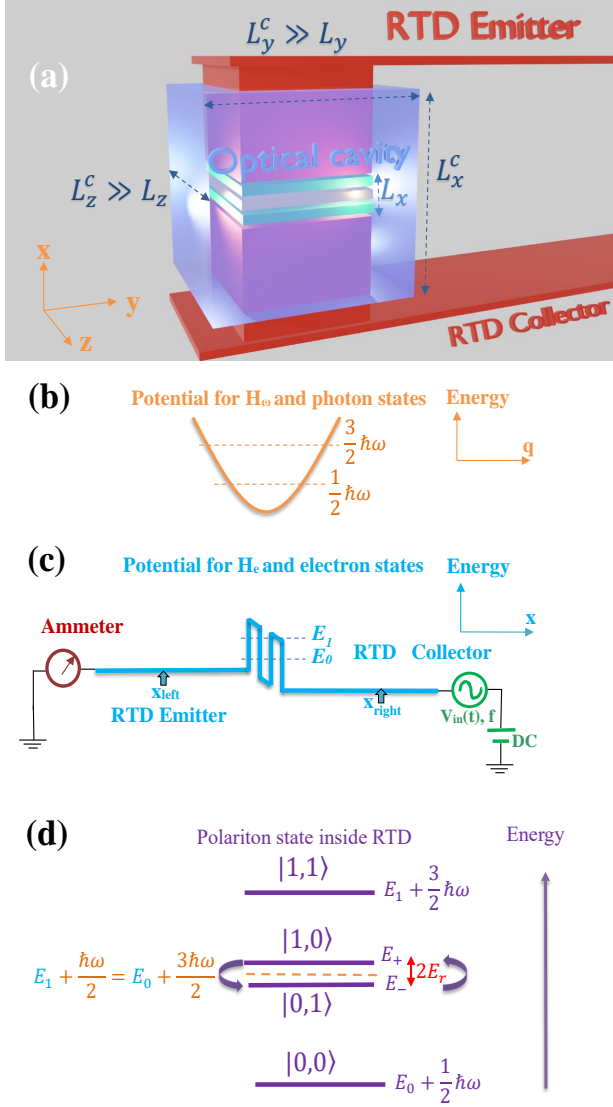 L_y^c ≫ L_y
RTD Emitter
(a)
Optical cavity
L_z^c ≫ L_z
L_x
L_x^c
x
y
z
RTD Collector
(b)
Potential for H_ω and photon states
Energy
3/2 ℏω
1/2 ℏω
q
(c)
Potential for H_e and electron states
Energy
x
Ammeter
E_1
E_0
RTD Collector
x_left
x_right
RTD Emitter
V_in(t), f
DC
(d)
Polariton state inside RTD
Energy
|1,1⟩
E_1 + 3/2 ℏω
|1,0⟩
E_+
E_1 + ℏω/2 = E_0 + 3ℏω/2
2E_r
E_−
|0,1⟩
|0,0⟩
E_0 + 1/2 ℏω